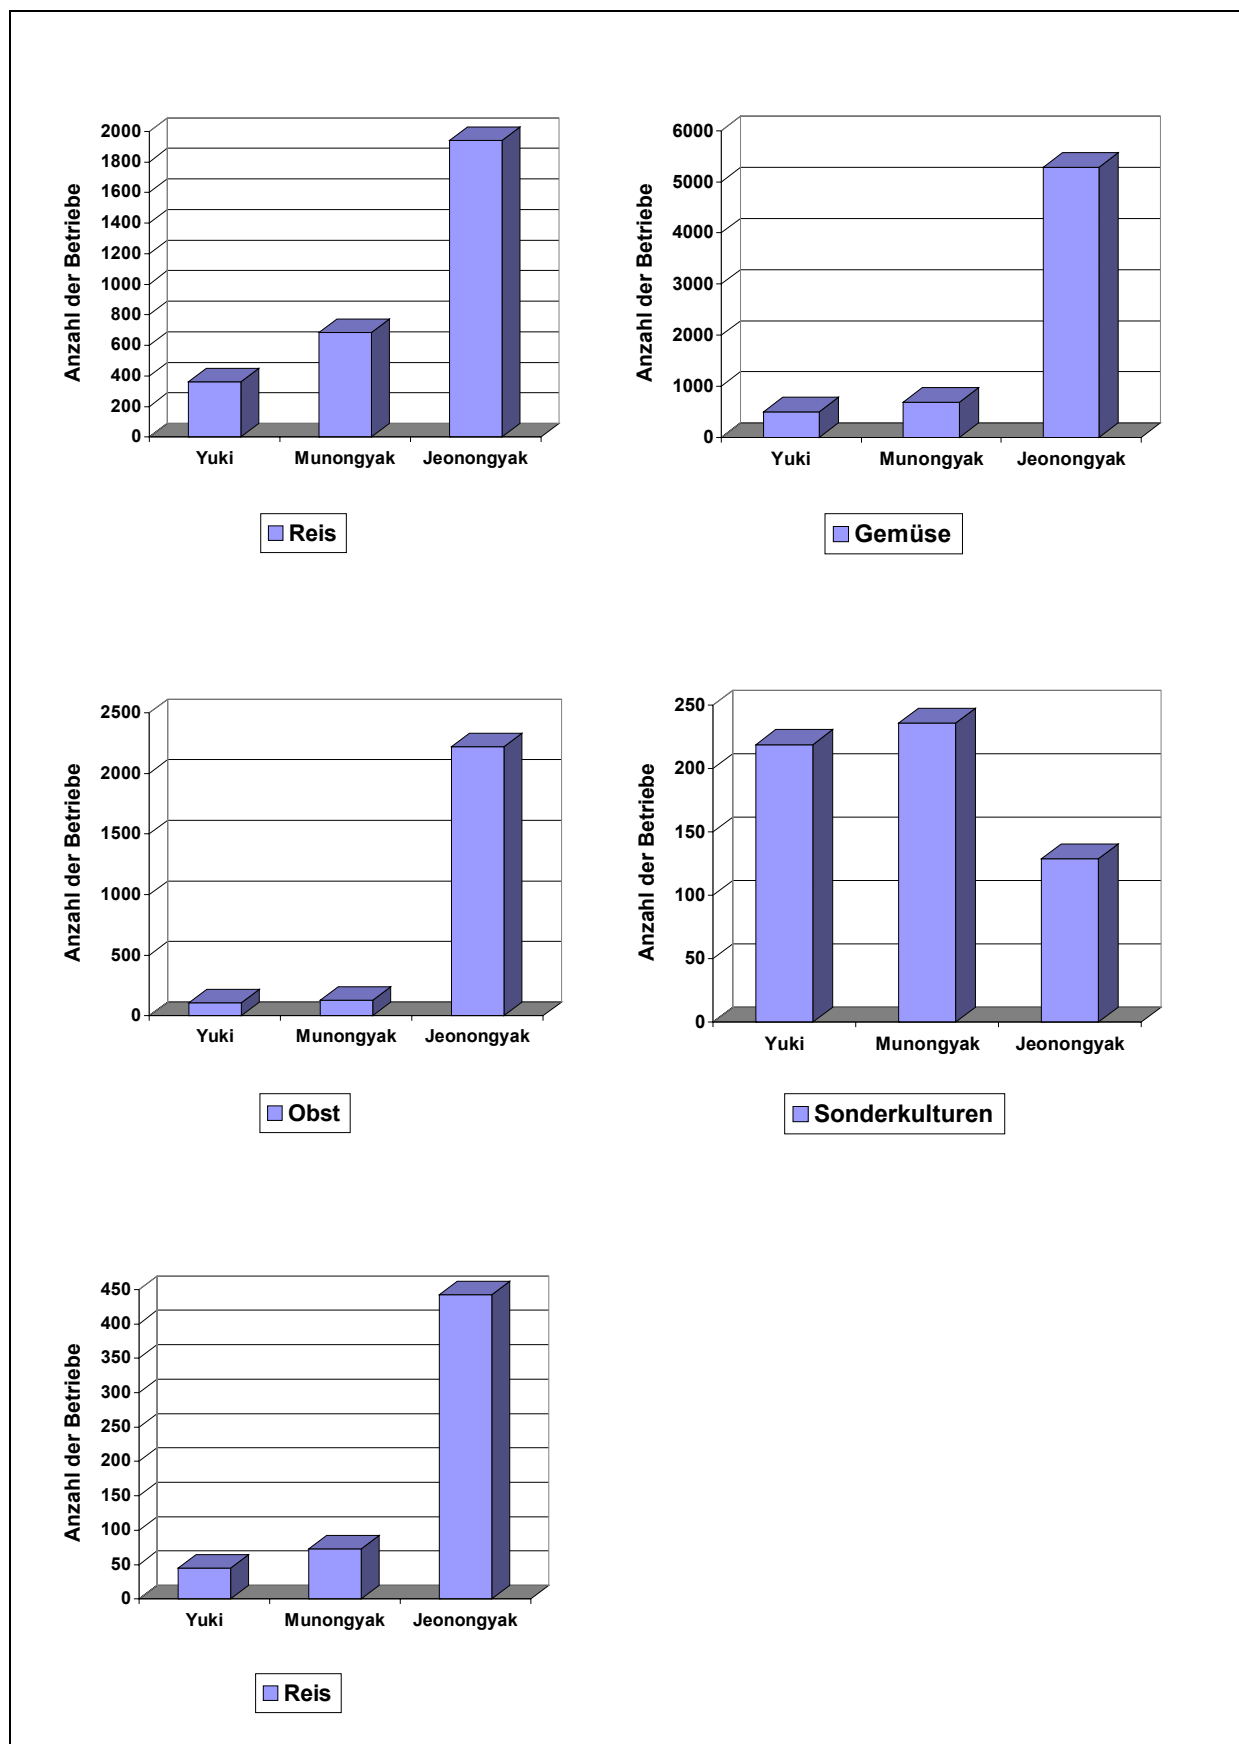 Anzahl der Betriebe
2000
1800
1600
1400
1200
1000
800
600
400
200
0
Yuki Munongyak Jeonongyak
Reis
Anzahl der Betriebe
6000
5000
4000
3000
2000
1000
0
Yuki Munongyak Jeonongyak
Gemüse
Anzahl der Betriebe
2500
2000
1500
1000
500
0
Yuki Munongyak Jeonongyak
Obst
Anzahl der Betriebe
250
200
150
100
50
0
Yuki Munongyak Jeonongyak
Sonderkulturen
Anzahl der Betriebe
450
400
350
300
250
200
150
100
50
0
Yuki Munongyak Jeonongyak
Reis